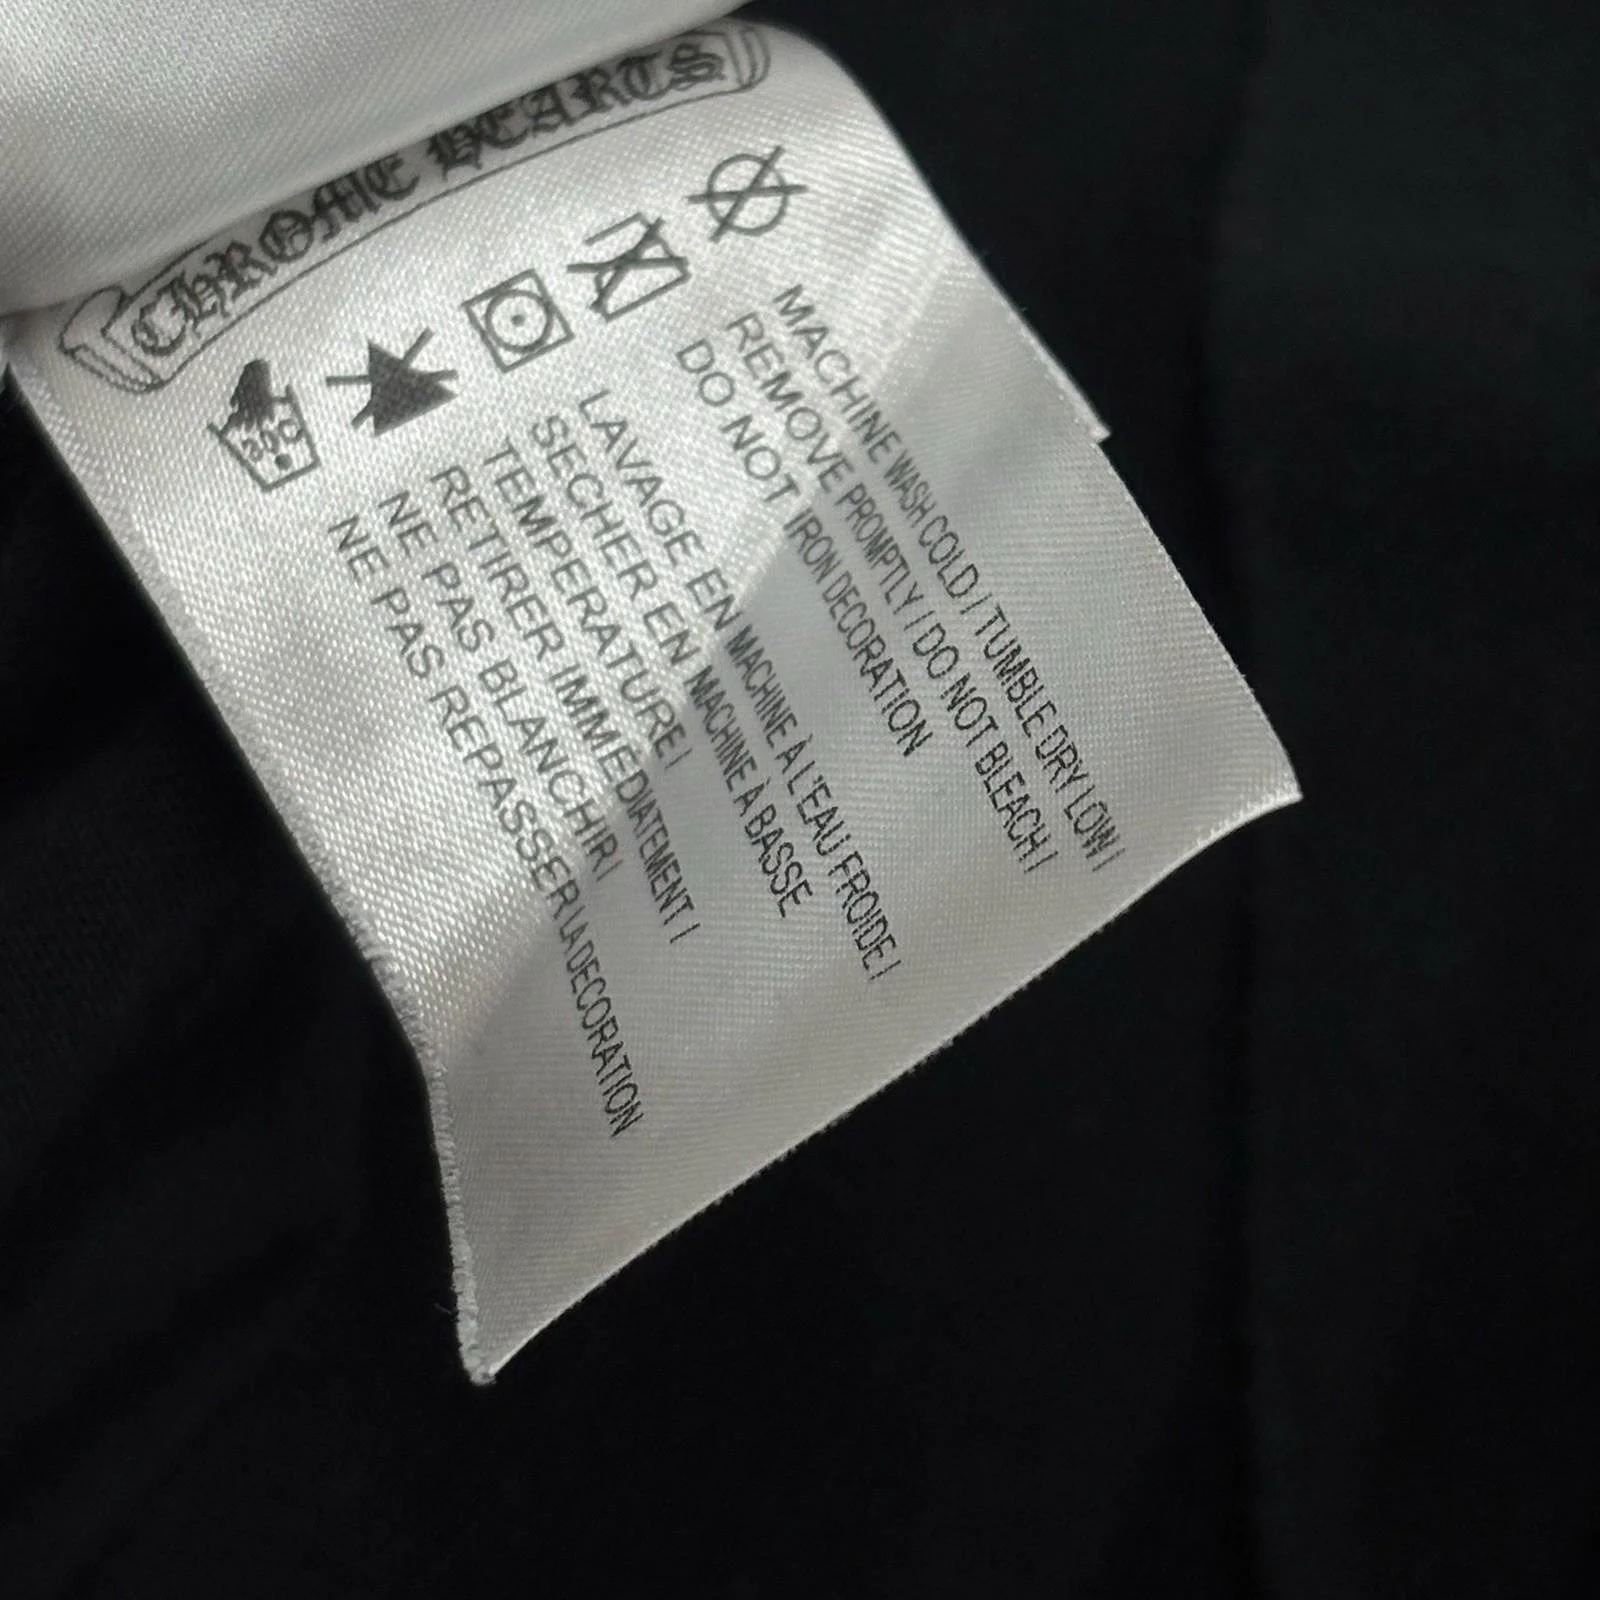 CHROME HEARTS
30°
MACHINE WASH COLD / TUMBLE DRY LOW /
REMOVE PROMPTLY / DO NOT BLEACH /
DO NOT IRON DECORATION
LAVAGE EN MACHINE À L'EAU FROIDE /
SECHER EN MACHINE À BASSE
TEMPERATURE /
RETIRER IMMÉDIATEMENT /
NE PAS BLANCHIR /
NE PAS REPASSER LA DECORATION